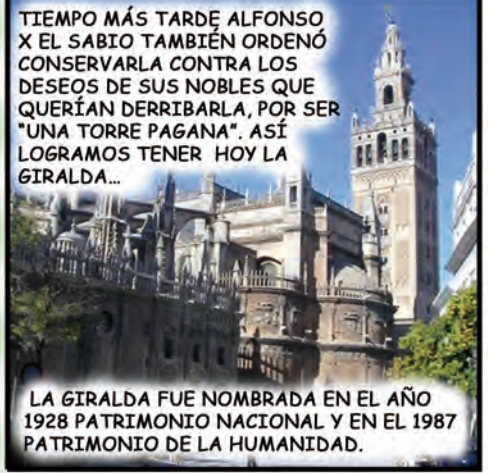 TIEMPO MÁS TARDE ALFONSO
X EL SABIO TAMBIÉN ORDENÓ
CONSERVARLA CONTRA LOS
DESEOS DE SUS NOBLES QUE
QUERÍAN DERRIBARLA, POR SER
"UNA TORRE PAGANA". ASÍ
LOGRAMOS TENER HOY LA
GIRALDA...
LA GIRALDA FUE NOMBRADA EN EL AÑO
1928 PATRIMONIO NACIONAL Y EN EL 1987
PATRIMONIO DE LA HUMANIDAD.